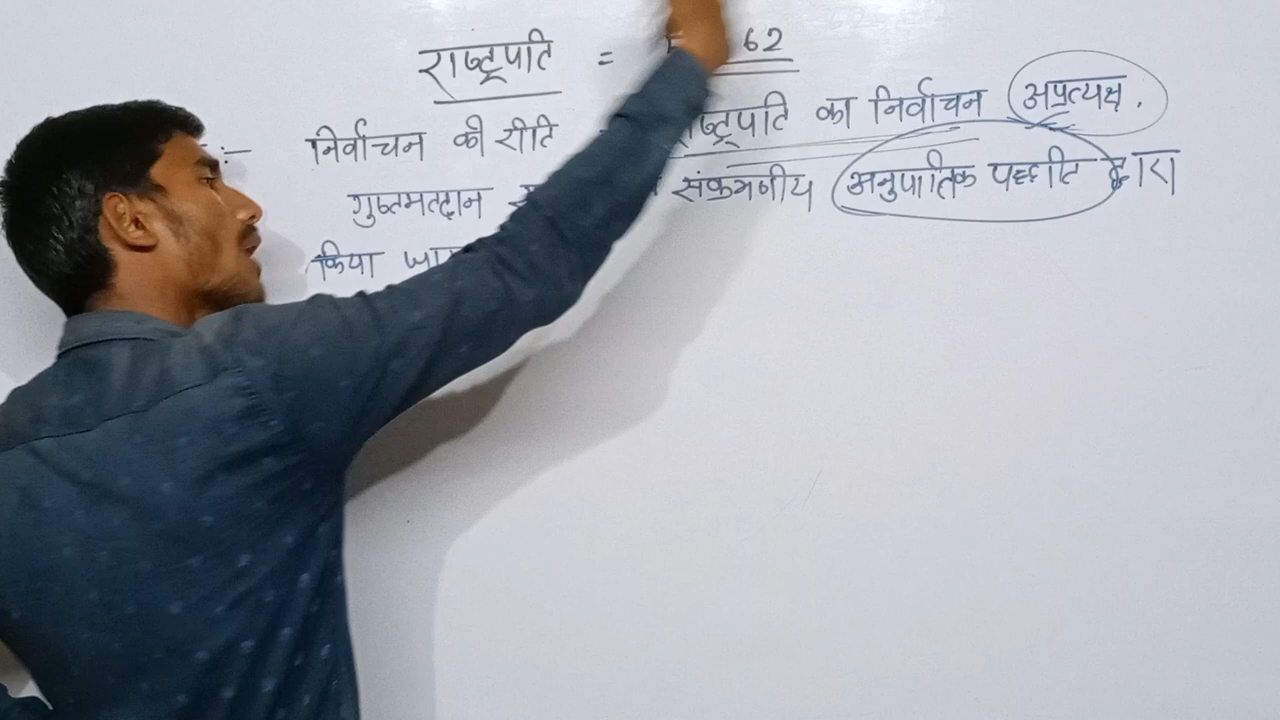 राष्ट्रपति = 62
:- निर्वाचन की रीति राष्ट्रपति का निर्वाचन अप्रत्यक्ष.
गुप्तमतदान संक्रमणीय अनुपातिक पद्धति द्वारा
किया